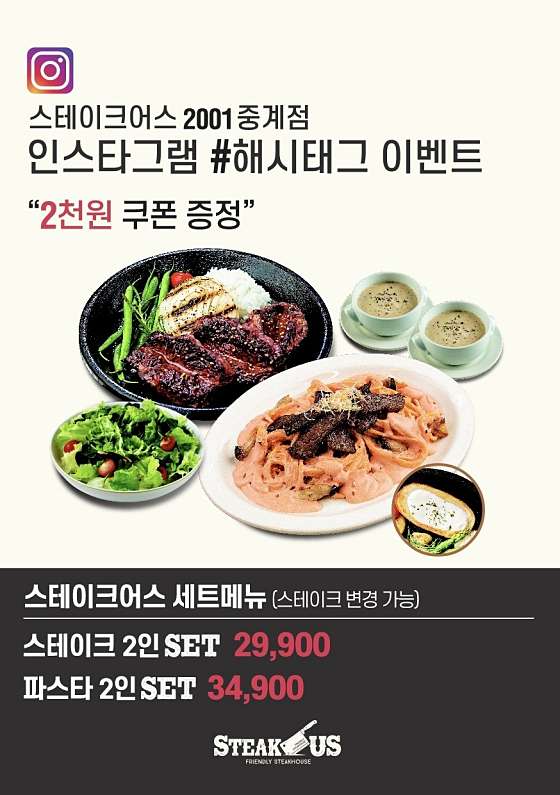 스테이크어스 2001 중계점
인스타그램 #해시태그 이벤트
“2천원 쿠폰 증정”
스테이크어스 세트메뉴 (스테이크 변경 가능)
스테이크 2인 SET 29,900
파스타 2인 SET 34,900
STEAK US
FRIENDLY STEAKHOUSE